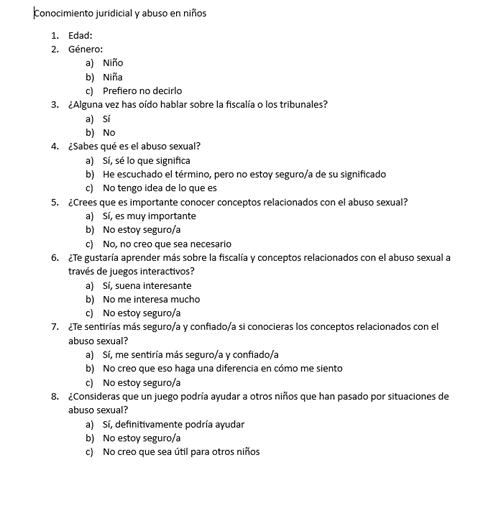 Conocimiento juridicial y abuso en niños
1. Edad:
2. Género:
a) Niño
b) Niña
c) Prefiero no decirlo
3. ¿Alguna vez has oído hablar sobre la fiscalía o los tribunales?
a) Sí
b) No
4. ¿Sabes qué es el abuso sexual?
a) Sí, sé lo que significa
b) He escuchado el término, pero no estoy seguro/a de su significado
c) No tengo idea de lo que es
5. ¿Crees que es importante conocer conceptos relacionados con el abuso sexual?
a) Sí, es muy importante
b) No estoy seguro/a
c) No, no creo que sea necesario
6. ¿Te gustaría aprender más sobre la fiscalía y conceptos relacionados con el abuso sexual a
través de juegos interactivos?
a) Sí, suena interesante
b) No me interesa mucho
c) No estoy seguro/a
7. ¿Te sentirías más seguro/a y confiado/a si conocieras los conceptos relacionados con el
abuso sexual?
a) Sí, me sentiría más seguro/a y confiado/a
b) No creo que eso haga una diferencia en cómo me siento
c) No estoy seguro/a
8. ¿Consideras que un juego podría ayudar a otros niños que han pasado por situaciones de
abuso sexual?
a) Sí, definitivamente podría ayudar
b) No estoy seguro/a
c) No creo que sea útil para otros niños